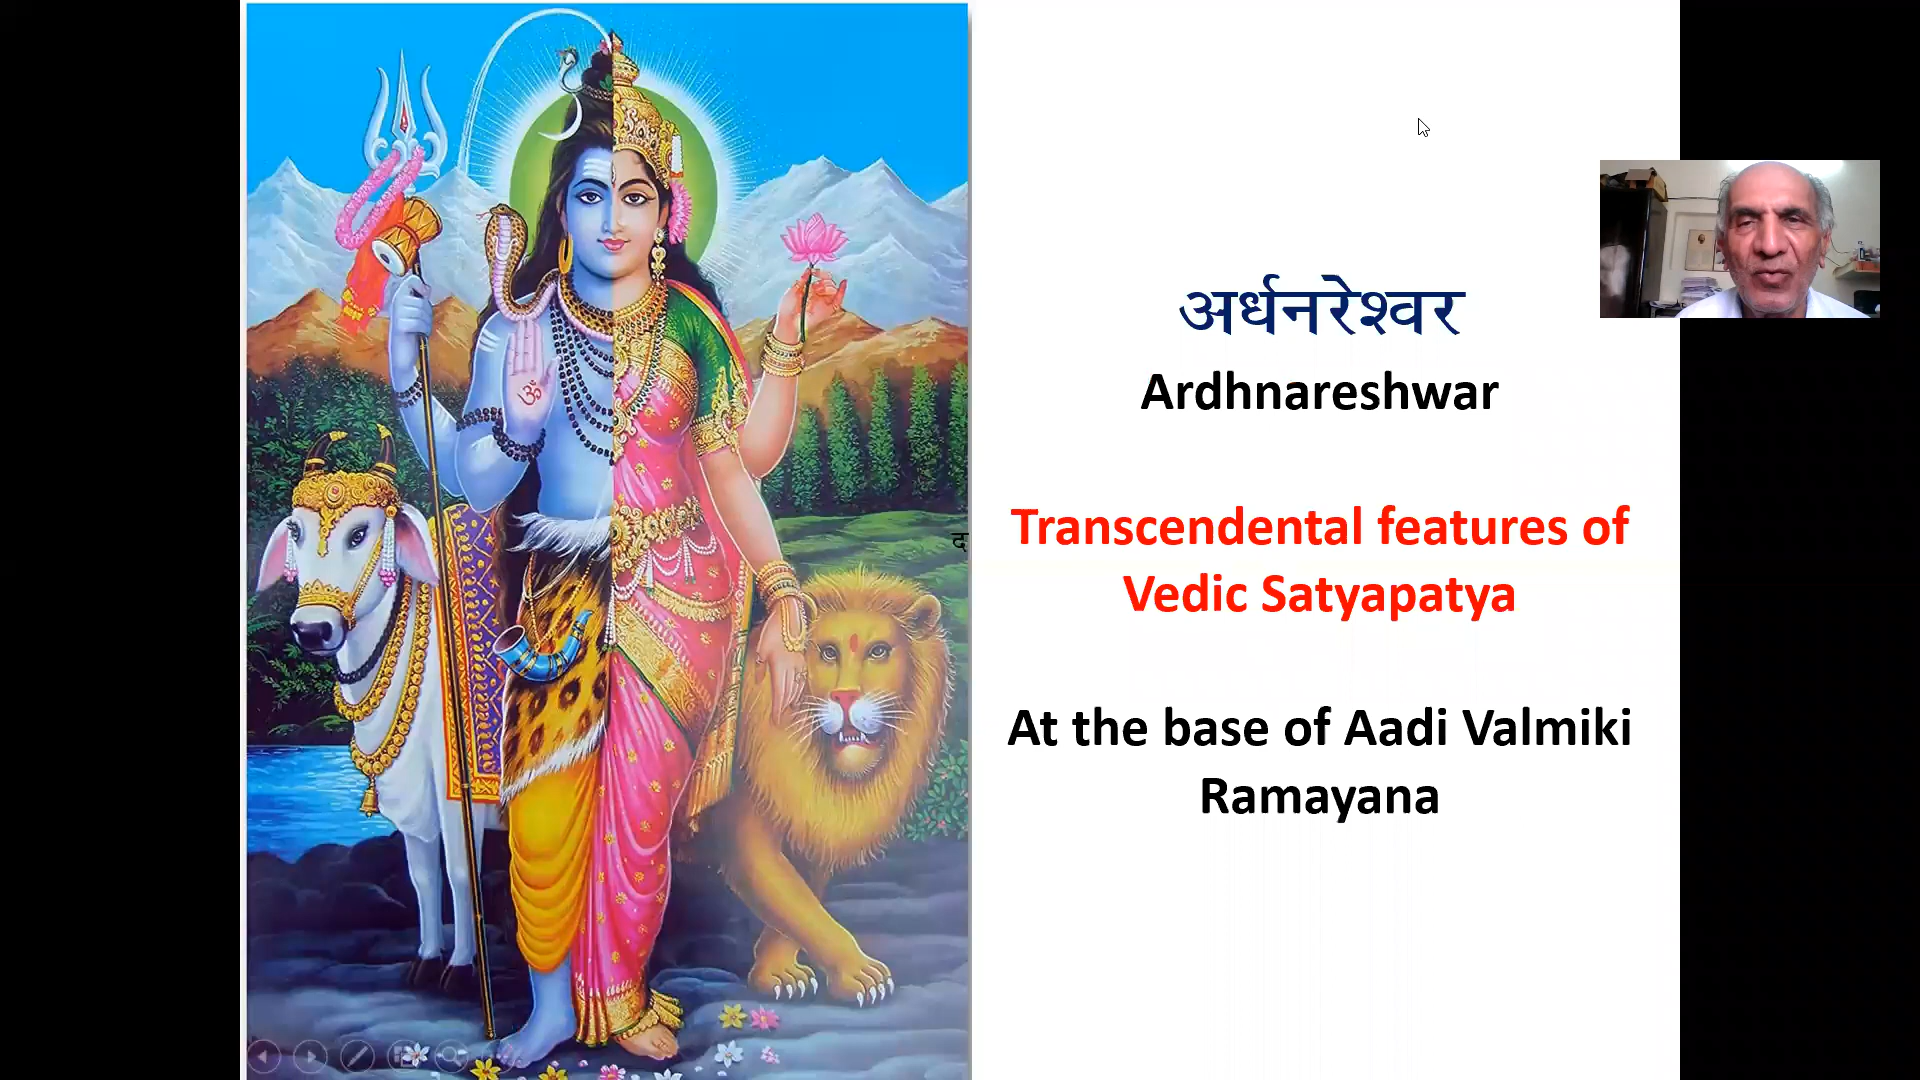 ॐ
अर्धनरेश्वर
Ardhnareshwar
Transcendental features of
Vedic Satyapatya
At the base of Aadi Valmiki
Ramayana
द